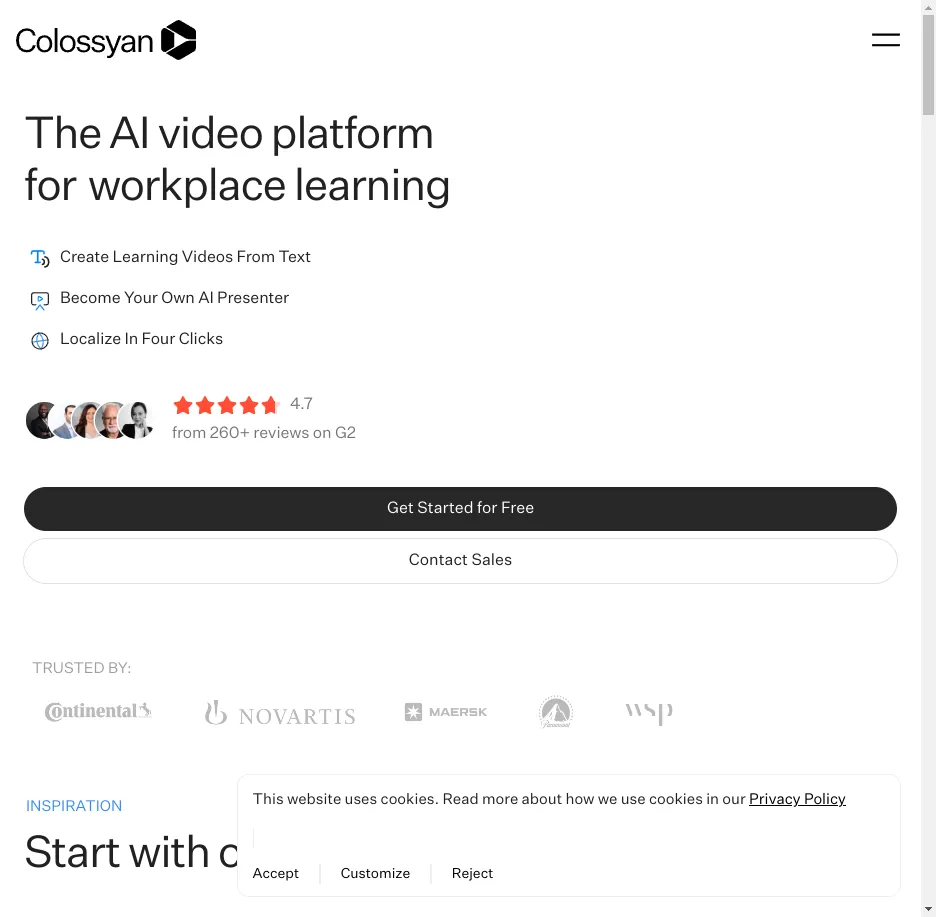 Colossyan
The AI video platform
for workplace learning
Create Learning Videos From Text
Become Your Own AI Presenter
Localize In Four Clicks
4.7
from 260+ reviews on G2
Get Started for Free
Contact Sales
TRUSTED BY:
Continental
NOVARTIS
MAERSK
Paramount
wsp
INSPIRATION
Start with
This website uses cookies. Read more about how we use cookies in our Privacy Policy
Accept
Customize
Reject